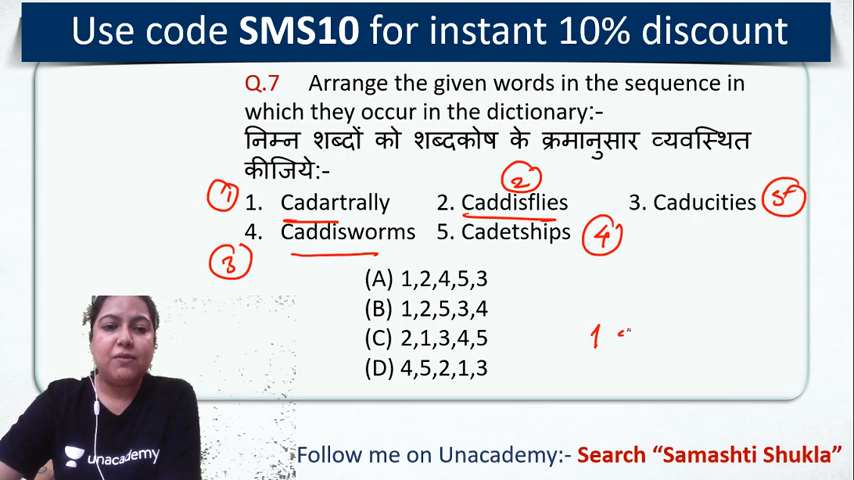 Use code SMS10 for instant 10% discount
Q.7 Arrange the given words in the sequence in
which they occur in the dictionary:-
निम्न शब्दों को शब्दकोष के क्रमानुसार व्यवस्थित
कीजिये:-
2
1 1. Cadartrally 2. Caddisflies 3. Caducities 5
4. Caddisworms 5. Cadetships 4
3
(A) 1,2,4,5,3
(B) 1,2,5,3,4
(C) 2,1,3,4,5
1
(D) 4,5,2,1,3
unacademy
Follow me on Unacademy:- Search “Samashti Shukla”